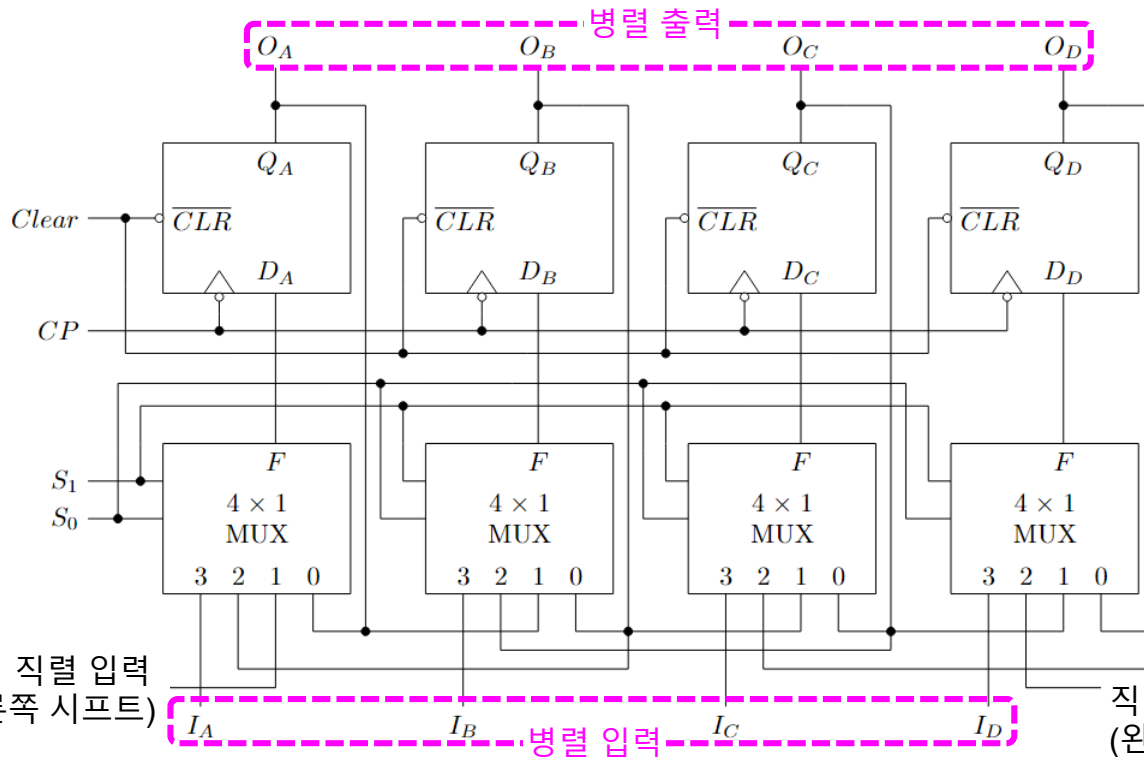 병렬 출력
O_A O_B O_C O_D
Q_A Q_B Q_C Q_D
Clear CLR CLR CLR CLR
D_A D_B D_C D_D
CP
F F F F
S_1
4 × 1 4 × 1 4 × 1 4 × 1
S_0
MUX MUX MUX MUX
3 2 1 0 3 2 1 0 3 2 1 0 3 2 1 0
직렬 입력
쪽 시프트)
직
(왼
I_A I_B I_C I_D
병렬 입력